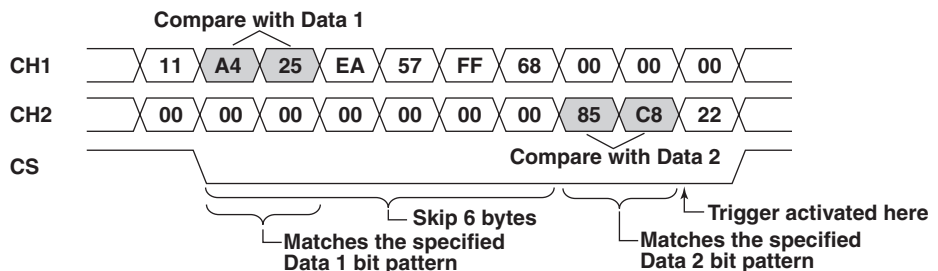 Compare with Data 1
CH1 11 A4 25 EA 57 FF 68 00 00 00
CH2 00 00 00 00 00 00 00 85 C8 22
Compare with Data 2
CS
Skip 6 bytes
Trigger activated here
Matches the specified
Data 1 bit pattern
Matches the specified
Data 2 bit pattern